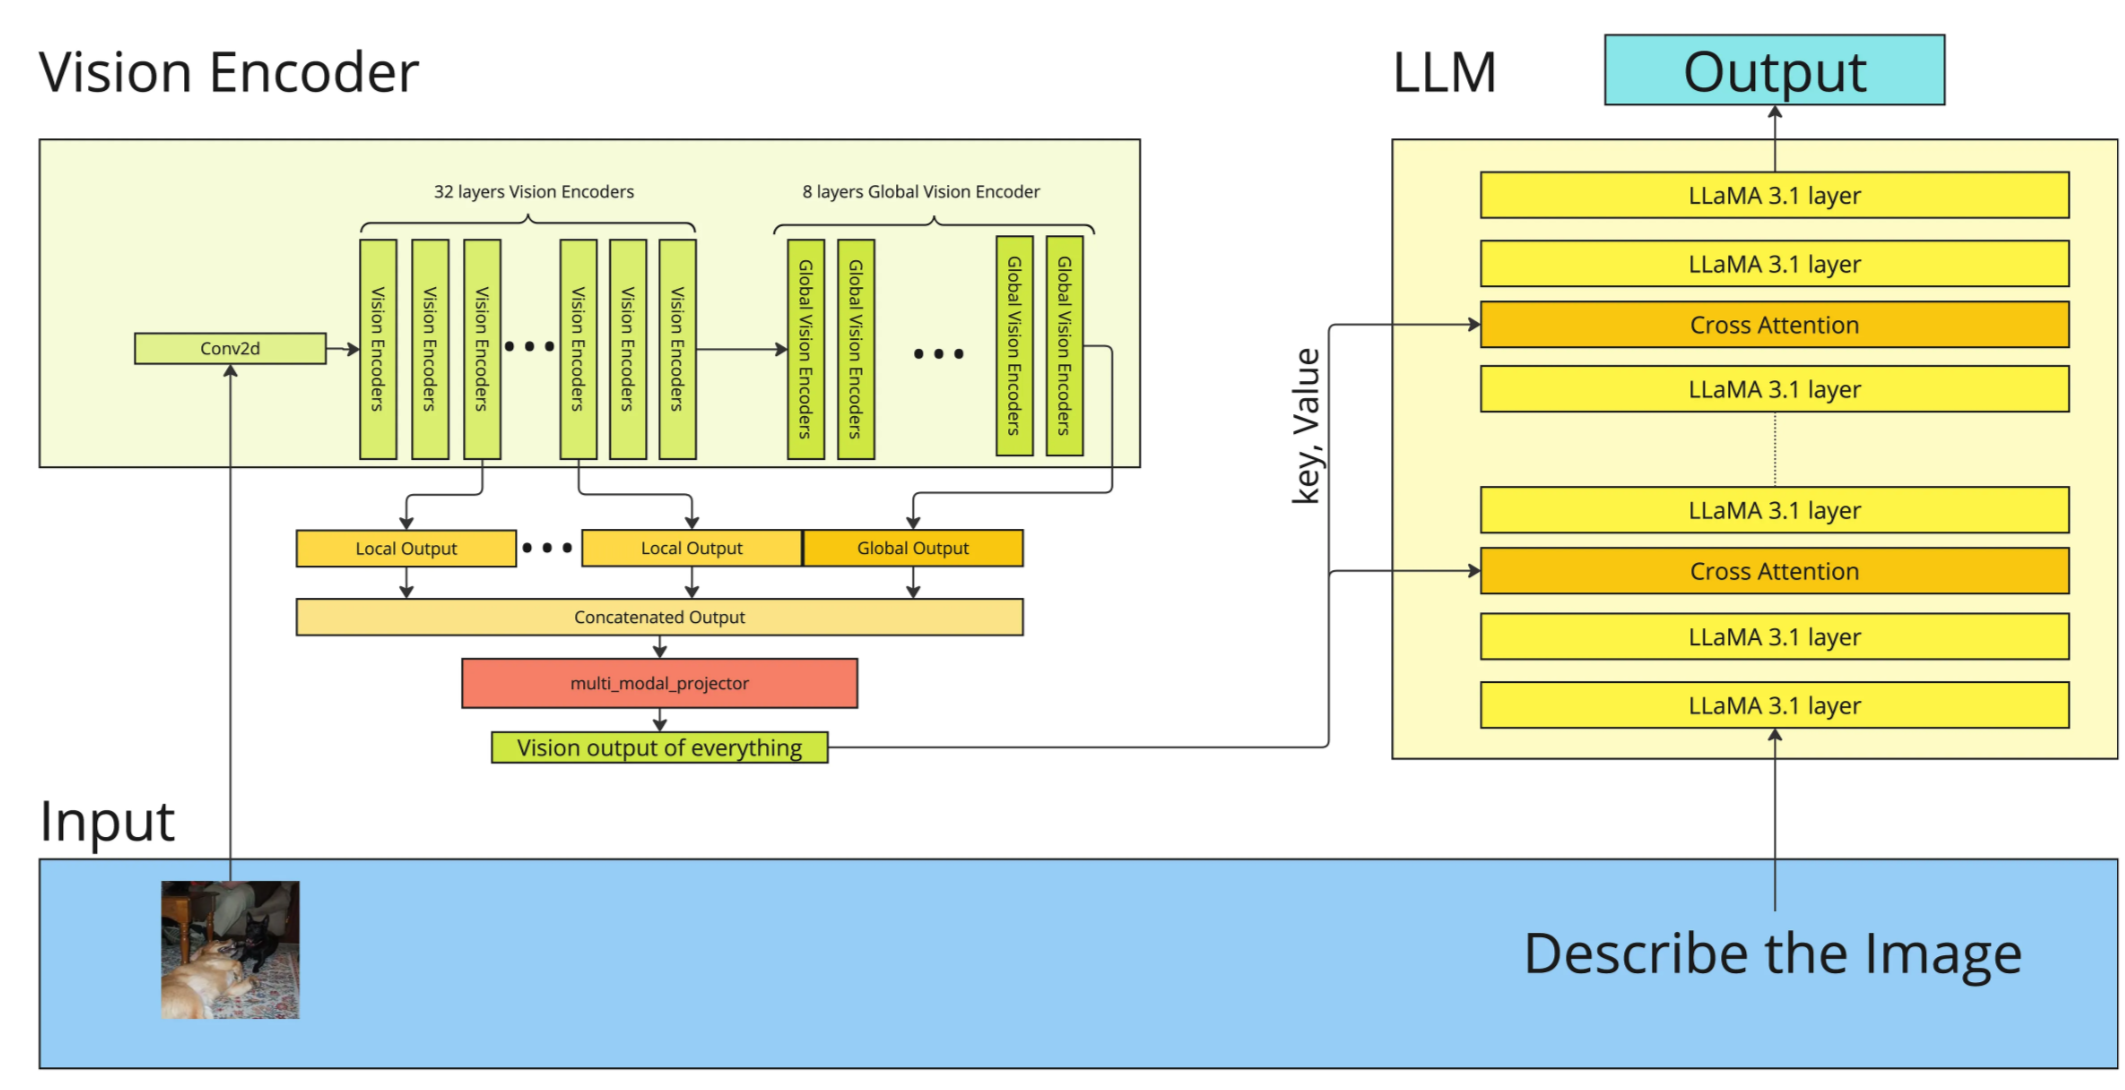 Vision Encoder
32 layers Vision Encoders
8 layers Global Vision Encoder
Conv2d
Vision Encoders
Vision Encoders
Vision Encoders
Vision Encoders
Vision Encoders
Vision Encoders
Global Vision Encoders
Global Vision Encoders
Global Vision Encoders
Global Vision Encoders
Local Output
Local Output
Global Output
Concatenated Output
multi_modal_projector
Vision output of everything
key, Value
LLM
Output
LLaMA 3.1 layer
LLaMA 3.1 layer
Cross Attention
LLaMA 3.1 layer
LLaMA 3.1 layer
Cross Attention
LLaMA 3.1 layer
LLaMA 3.1 layer
Input
Describe the Image